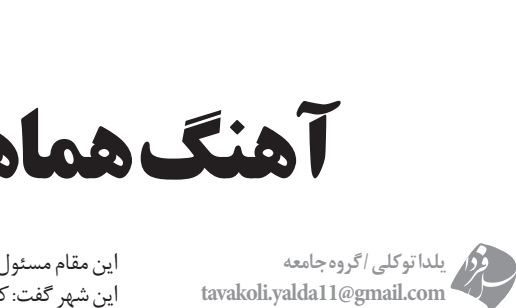 آهنگ هماه
یلدا توکلی / گروه جامعه
tavakoli.yalda11@gmail.com
این مقام مسئول
این شهر گفت: ک